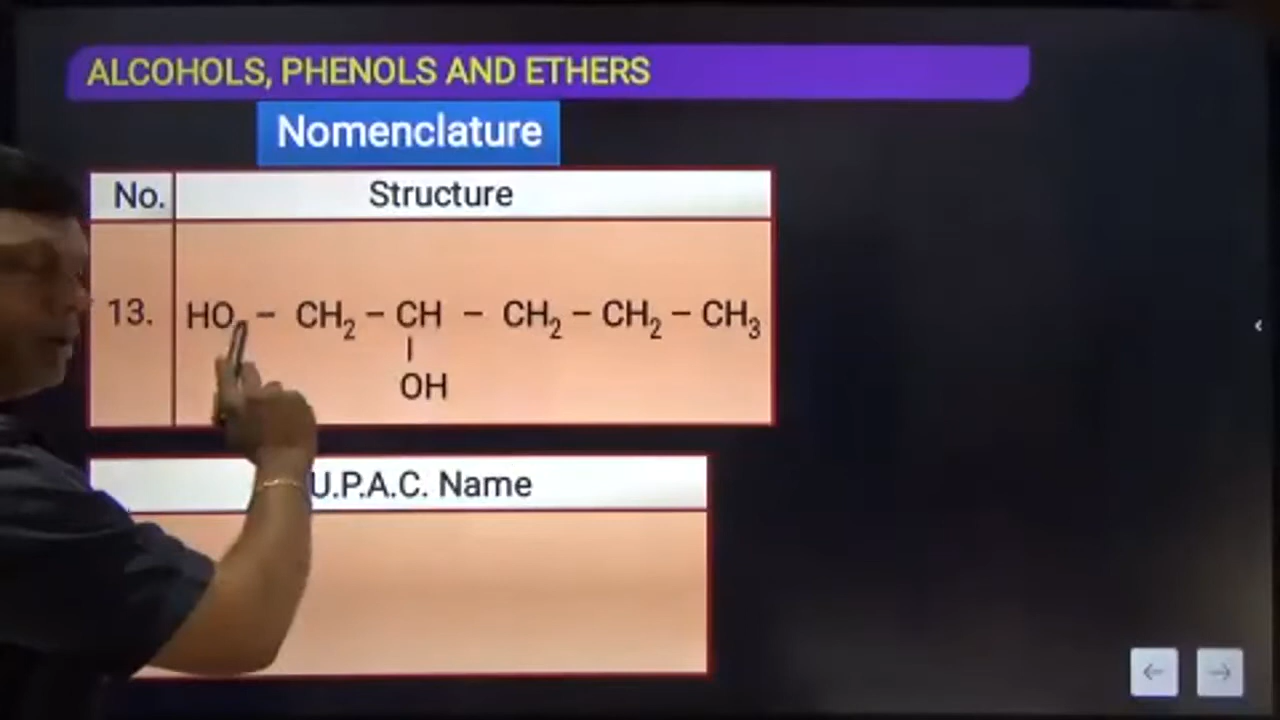 ALCOHOLS, PHENOLS AND ETHERS
Nomenclature
No. Structure
13. HO – CH₂ – CH – CH₂ – CH₂ – CH₃
OH
U.P.A.C. Name